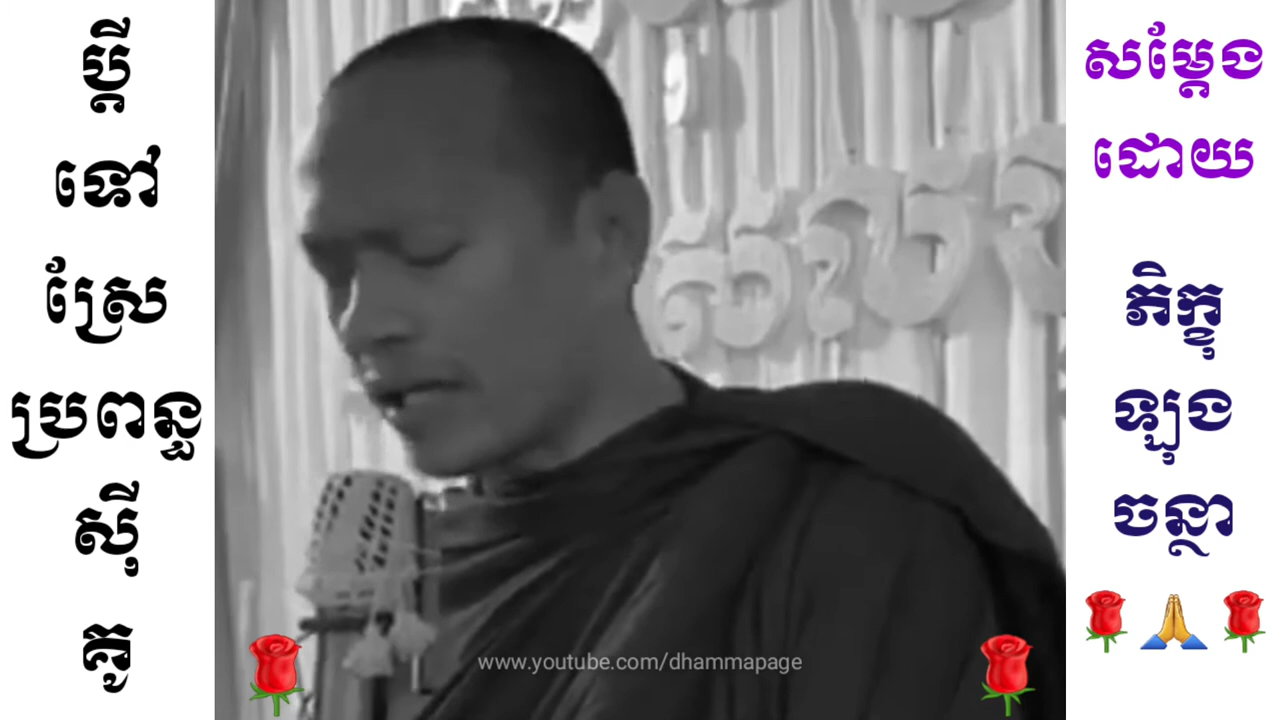 ប្តី
ទៅ
ស្រែ
ប្រពន្ធ
ស៊ី
ភូ
សម្តែង
ដោយ
ភិក្ខុ
ឡុង
ចន្ថា
www.youtube.com/dhammapage